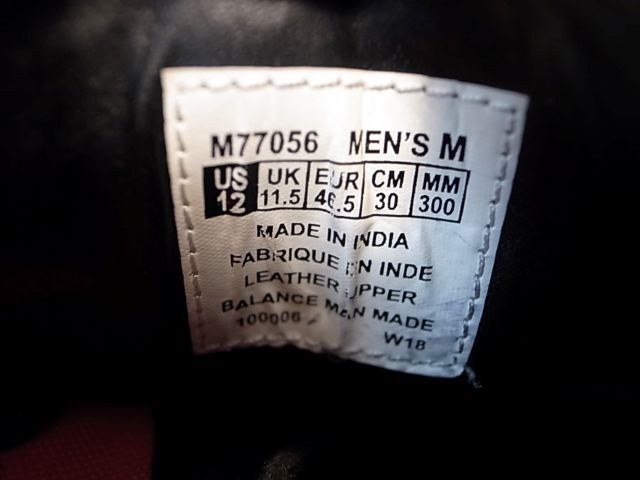 M77056 MEN'S M
US UK EUR CM MM
12 11.5 46.5 30 300
MADE IN INDIA
FABRIQUE EN INDE
LEATHER UPPER
BALANCE MAN MADE
100006
W18